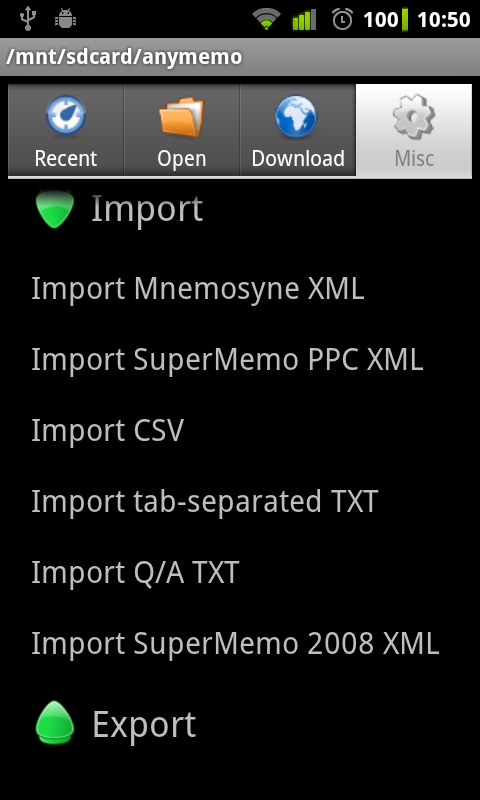 100 10:50
/mnt/sdcard/anymemo
Recent Open Download Misc
Import
Import Mnemosyne XML
Import SuperMemo PPC XML
Import CSV
Import tab-separated TXT
Import Q/A TXT
Import SuperMemo 2008 XML
Export